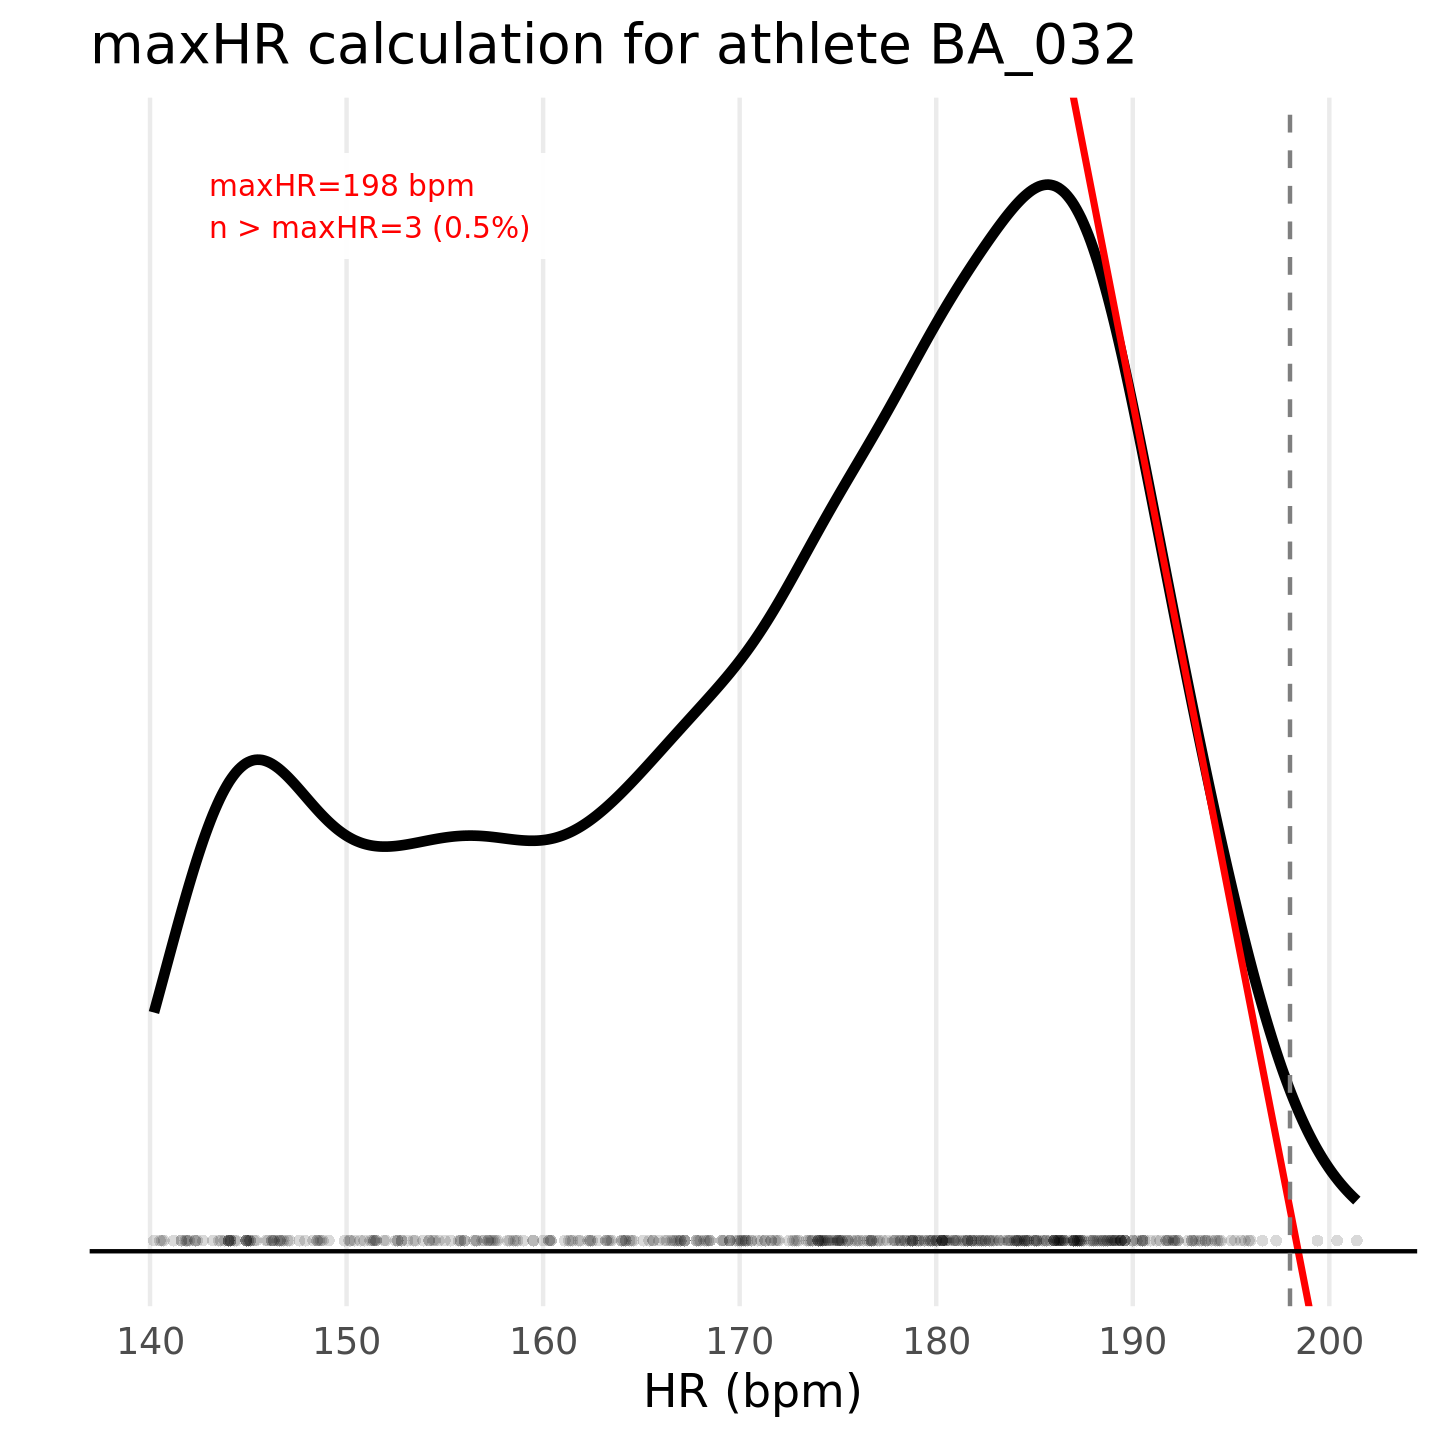 maxHR calculation for athlete BA_032
maxHR=198 bpm
n > maxHR=3 (0.5%)
140 150 160 170 180 190 200
HR (bpm)